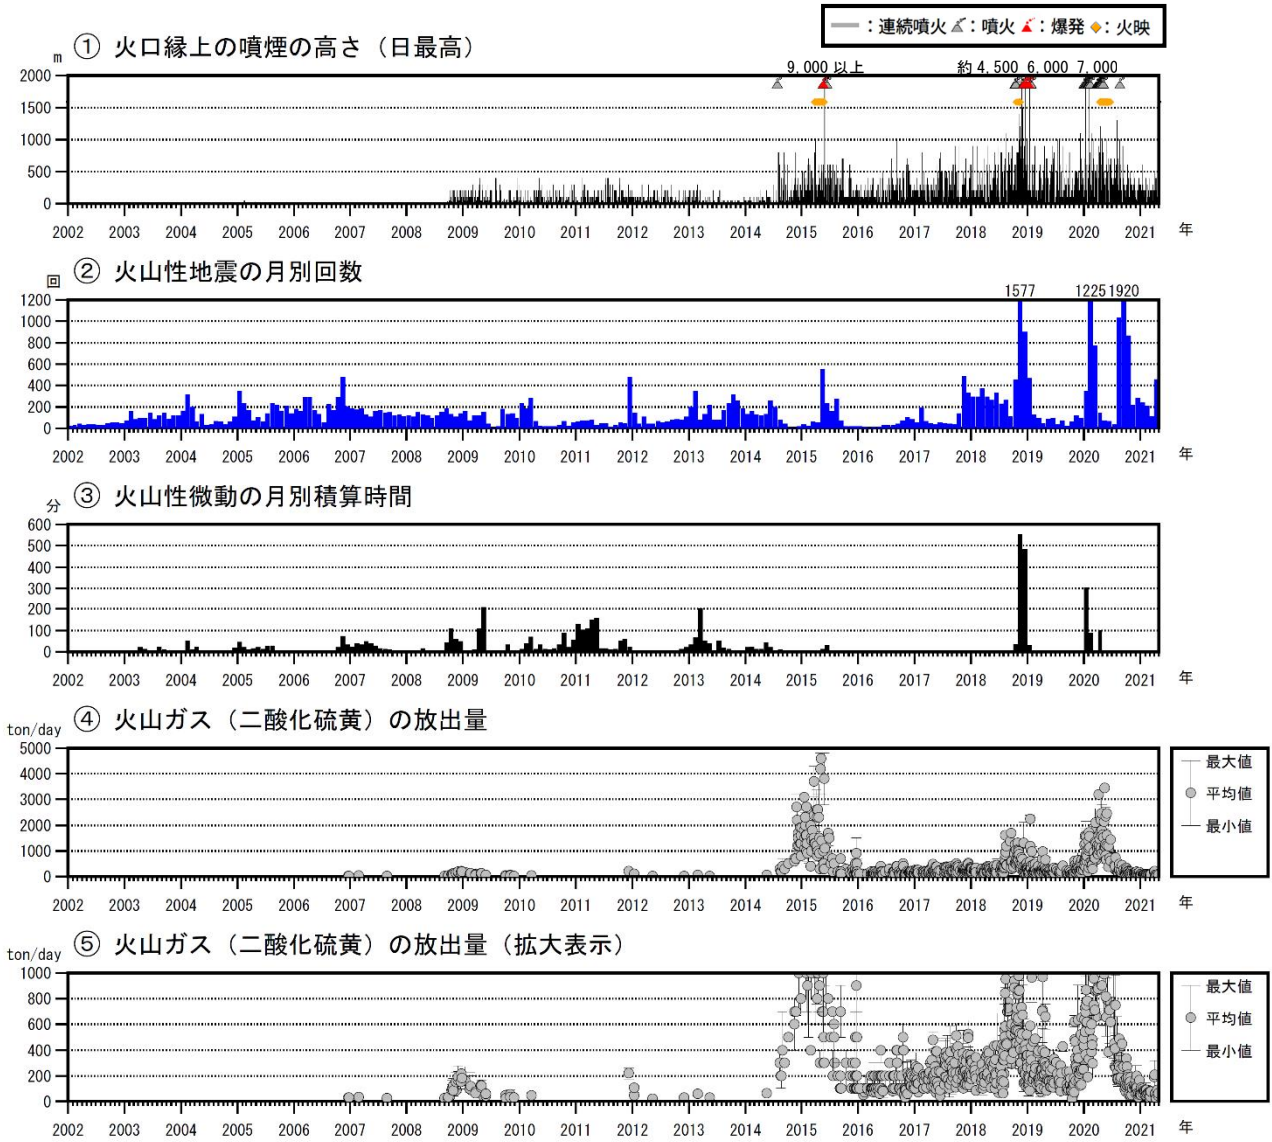 ：連続噴火 ：噴火 ：爆発 ：火映
① 火口縁上の噴煙の高さ（日最高）
m
9,000 以上 約 4,500 6,000 7,000
2000
1500
1000
500
0
2002 2003 2004 2005 2006 2007 2008 2009 2010 2011 2012 2013 2014 2015 2016 2017 2018 2019 2020 2021 年
② 火山性地震の月別回数
回
1577 1225 1920
1200
1000
800
600
400
200
0
2002 2003 2004 2005 2006 2007 2008 2009 2010 2011 2012 2013 2014 2015 2016 2017 2018 2019 2020 2021 年
③ 火山性微動の月別積算時間
分
600
500
400
300
200
100
0
2002 2003 2004 2005 2006 2007 2008 2009 2010 2011 2012 2013 2014 2015 2016 2017 2018 2019 2020 2021 年
④ 火山ガス（二酸化硫黄）の放出量
ton/day
5000
4000
3000
2000
1000
0
2002 2003 2004 2005 2006 2007 2008 2009 2010 2011 2012 2013 2014 2015 2016 2017 2018 2019 2020 2021 年
最大値
平均値
最小値
⑤ 火山ガス（二酸化硫黄）の放出量（拡大表示）
ton/day
1000
800
600
400
200
0
2002 2003 2004 2005 2006 2007 2008 2009 2010 2011 2012 2013 2014 2015 2016 2017 2018 2019 2020 2021 年
最大値
平均値
最小値